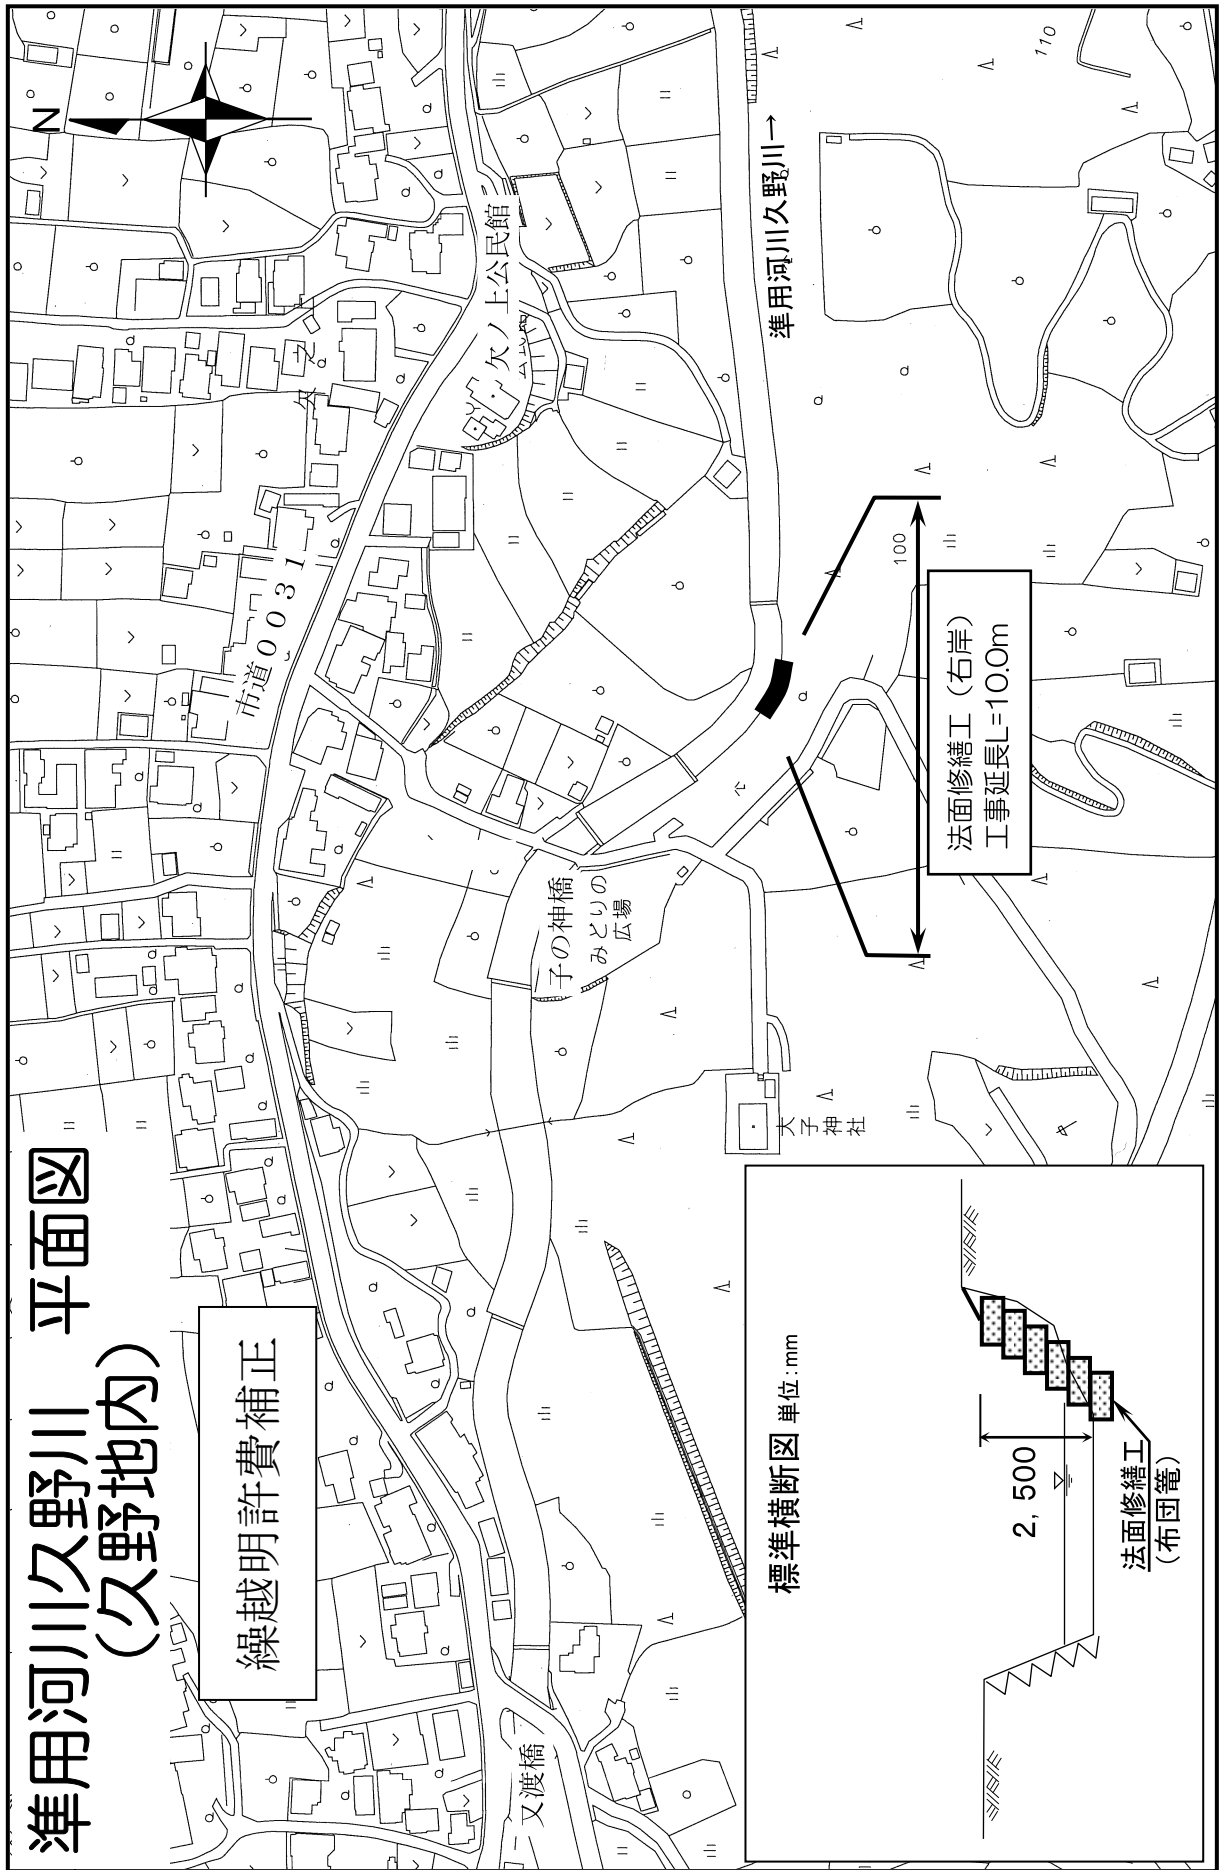 準用河川久野川　平面図
（久野地内）
繰越明許費補正
N
市道0031
欠ノ上公民館
準用河川久野川→
110
100
子の神橋
みどりの
広場
大子神社
又渡橋
法面修繕工（右岸）
工事延長L=10.0m
標準横断図 単位:mm
2,500
法面修繕工
（布団篭）